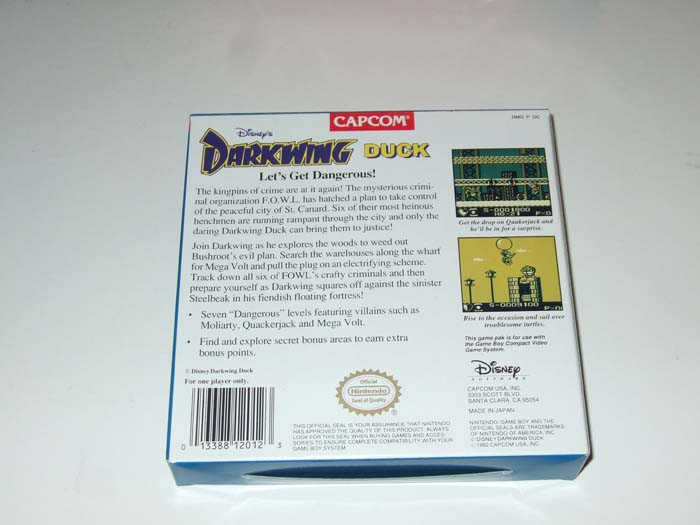 CAPCOM®
DMG P DC
Disney's
DARKWING DUCK
Let's Get Dangerous!
The kingpins of crime are at it again! The mysterious crimi-
nal organization F.O.W.L. has hatched a plan to take control
of the peaceful city of St. Canard. Six of their most heinous
henchmen are running rampant through the city and only the
daring Darkwing Duck can bring them to justice!
Join Darkwing as he explores the woods to weed out
Bushroot's evil plan. Search the warehouses along the wharf
for Mega Volt and pull the plug on an electrifying scheme.
Track down all six of FOWL's crafty criminals and then
prepare yourself as Darkwing squares off against the sinister
Steelbeak in his fiendish floating fortress!
• Seven "Dangerous" levels featuring villains such as
Moliarty, Quackerjack and Mega Volt.
• Find and explore secret bonus areas to earn extra
bonus points.
© Disney Darkwing Duck
For one player only.
0 13388 12012 3
Official
Nintendo
Seal of Quality
THIS OFFICIAL SEAL IS YOUR ASSURANCE THAT NINTENDO
HAS APPROVED THE QUALITY OF THIS PRODUCT. ALWAYS
LOOK FOR THIS SEAL WHEN BUYING GAMES AND ACCES-
SORIES TO ENSURE COMPLETE COMPATIBILITY WITH YOUR
GAME BOY SYSTEM.
S-0001800
P×0
Get the drop on Quakerjack and
he'll be in for a surprise.
S-0009100
Rise to the occasion and sail over
troublesome turtles.
This game pak is for use with
the Game Boy Compact Video
Game System.
Disney
SOFTWARE
CAPCOM USA, INC.
3303 SCOTT BLVD.
SANTA CLARA, CA 95054
MADE IN JAPAN
NINTENDO, GAME BOY AND THE
OFFICIAL SEALS ARE TRADEMARKS
OF NINTENDO OF AMERICA, INC.
© DISNEY DARKWING DUCK
CAPCOM USA, INC.